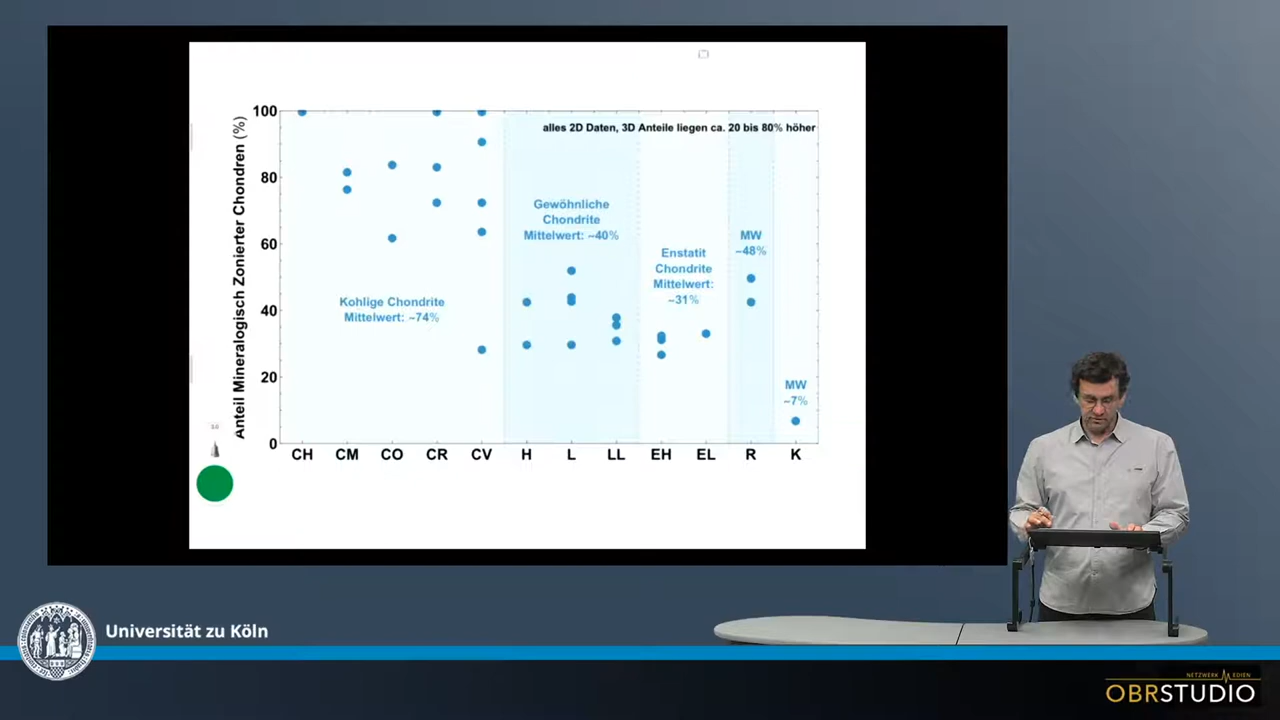 100
80
60
40
20
0
Anteil Mineralogisch Zonierter Chondren (%)
alles 2D Daten, 3D Anteile liegen ca. 20 bis 80% höher
Kohlige Chondrite
Mittelwert: ~74%
Gewöhnliche
Chondrite
Mittelwert: ~40%
Enstatit
Chondrite
Mittelwert:
~31%
MW
~48%
MW
~7%
CH CM CO CR CV H L LL EH EL R K
Universität zu Köln
NETZWERK MEDIEN
OBRSTUDIO